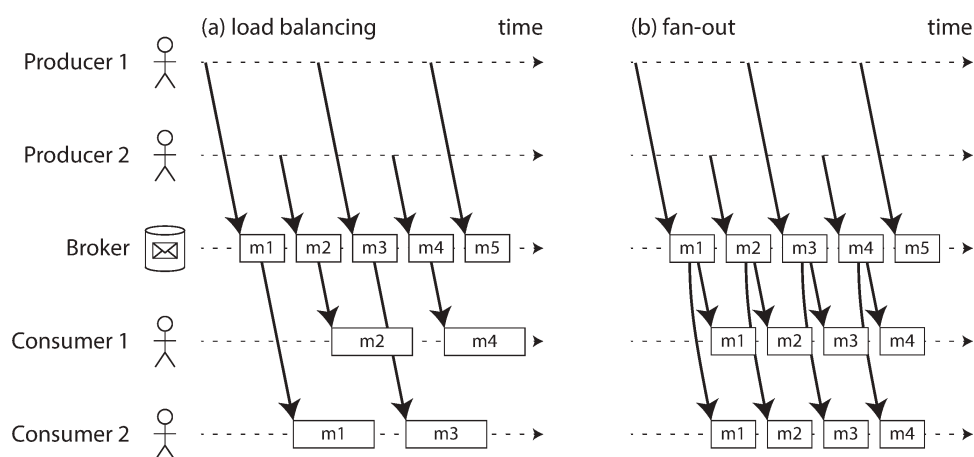 (a) load balancing time (b) fan-out time
Producer 1
Producer 2
Broker m1 m2 m3 m4 m5 m1 m2 m3 m4 m5
Consumer 1 m2 m4 m1 m2 m3 m4
Consumer 2 m1 m3 m1 m2 m3 m4